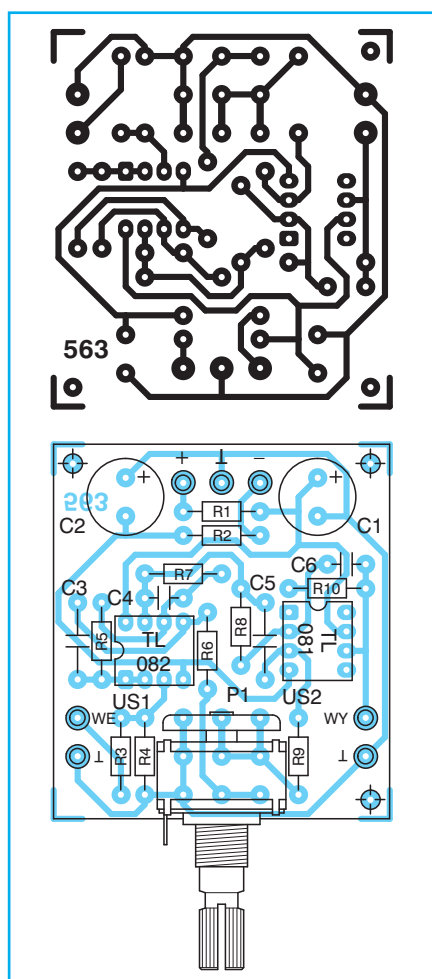 563
+ ⊥ −
563
+ +
C2 R1 C1
R2
R7 C6
C3 C4 C5 R10
R5 R6 R8
TL 082
TL 081
US1 P1 US2
WE WY
⊥ R3 R4 R9 ⊥